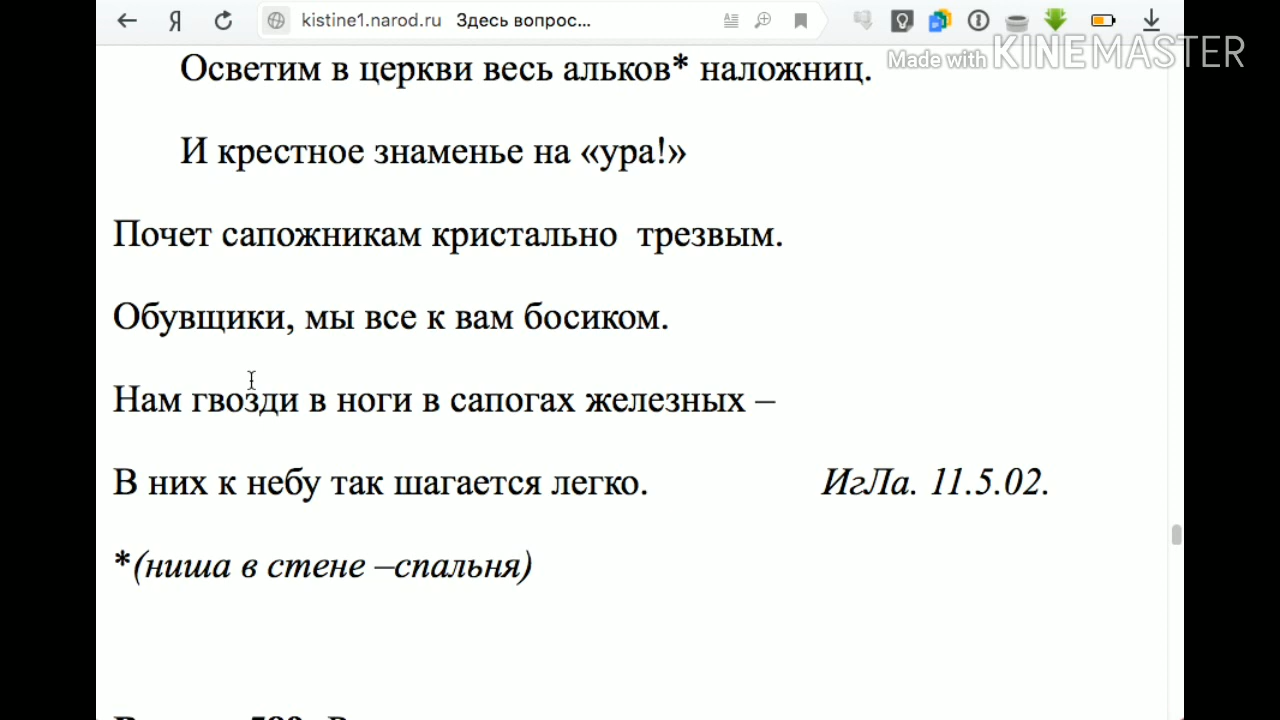 kistine1.narod.ru Здесь вопрос...
Made with KINEMASTER
Осветим в церкви весь альков* наложниц.
И крестное знаменье на «ура!»
Почет сапожникам кристально трезвым.
Обувщики, мы все к вам босиком.
Нам гвозди в ноги в сапогах железных –
В них к небу так шагается легко. ИгЛа. 11.5.02.
*(ниша в стене –спальня)